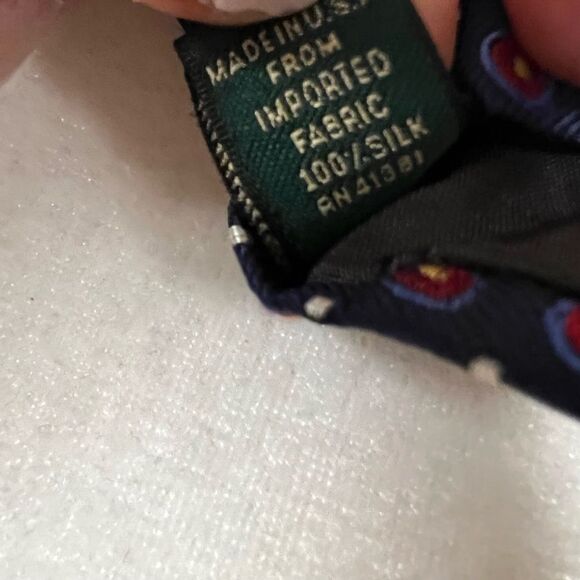 MADE IN U.S.A
FROM
IMPORTED
FABRIC
100% SILK
RN 41381